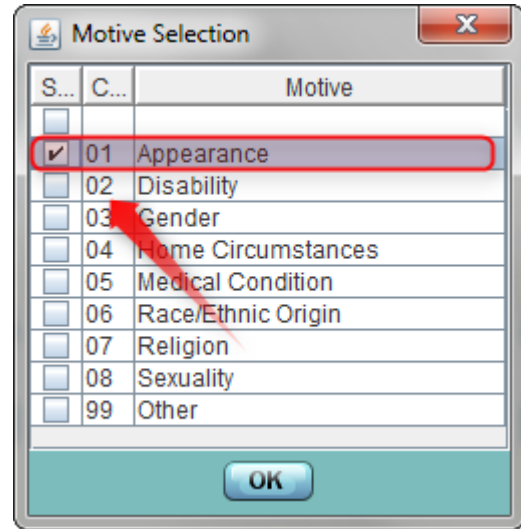 Motive Selection
S... C... Motive
01 Appearance
02 Disability
03 Gender
04 Home Circumstances
05 Medical Condition
06 Race/Ethnic Origin
07 Religion
08 Sexuality
99 Other
OK